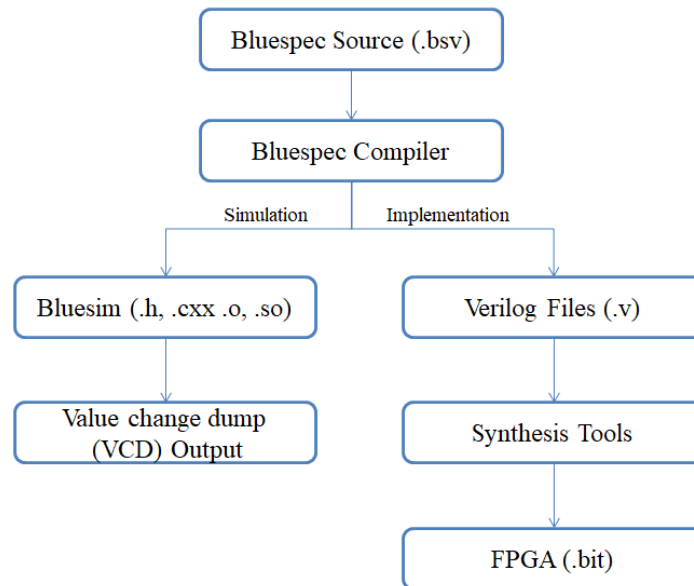 Bluespec Source (.bsv)
Bluespec Compiler
Simulation
Implementation
Bluesim (.h, .cxx .o, .so)
Verilog Files (.v)
Value change dump
(VCD) Output
Synthesis Tools
FPGA (.bit)